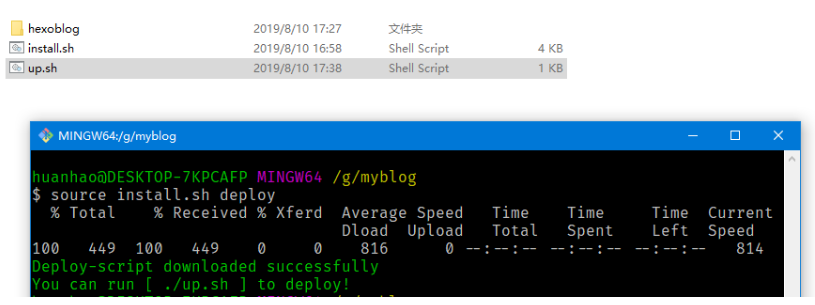 hexoblog 2019/8/10 17:27 文件夹
install.sh 2019/8/10 16:58 Shell Script 4 KB
up.sh 2019/8/10 17:38 Shell Script 1 KB
MINGW64:/g/myblog
huanhao@DESKTOP-7KPCAFP MINGW64 /g/myblog
$ source install.sh deploy
% Total % Received % Xferd Average Speed Time Time Time Current
Dload Upload Total Spent Left Speed
100 449 100 449 0 0 816 0 --:--:-- --:--:-- --:--:-- 814
Deploy-script downloaded successfully
You can run [ ./up.sh ] to deploy!